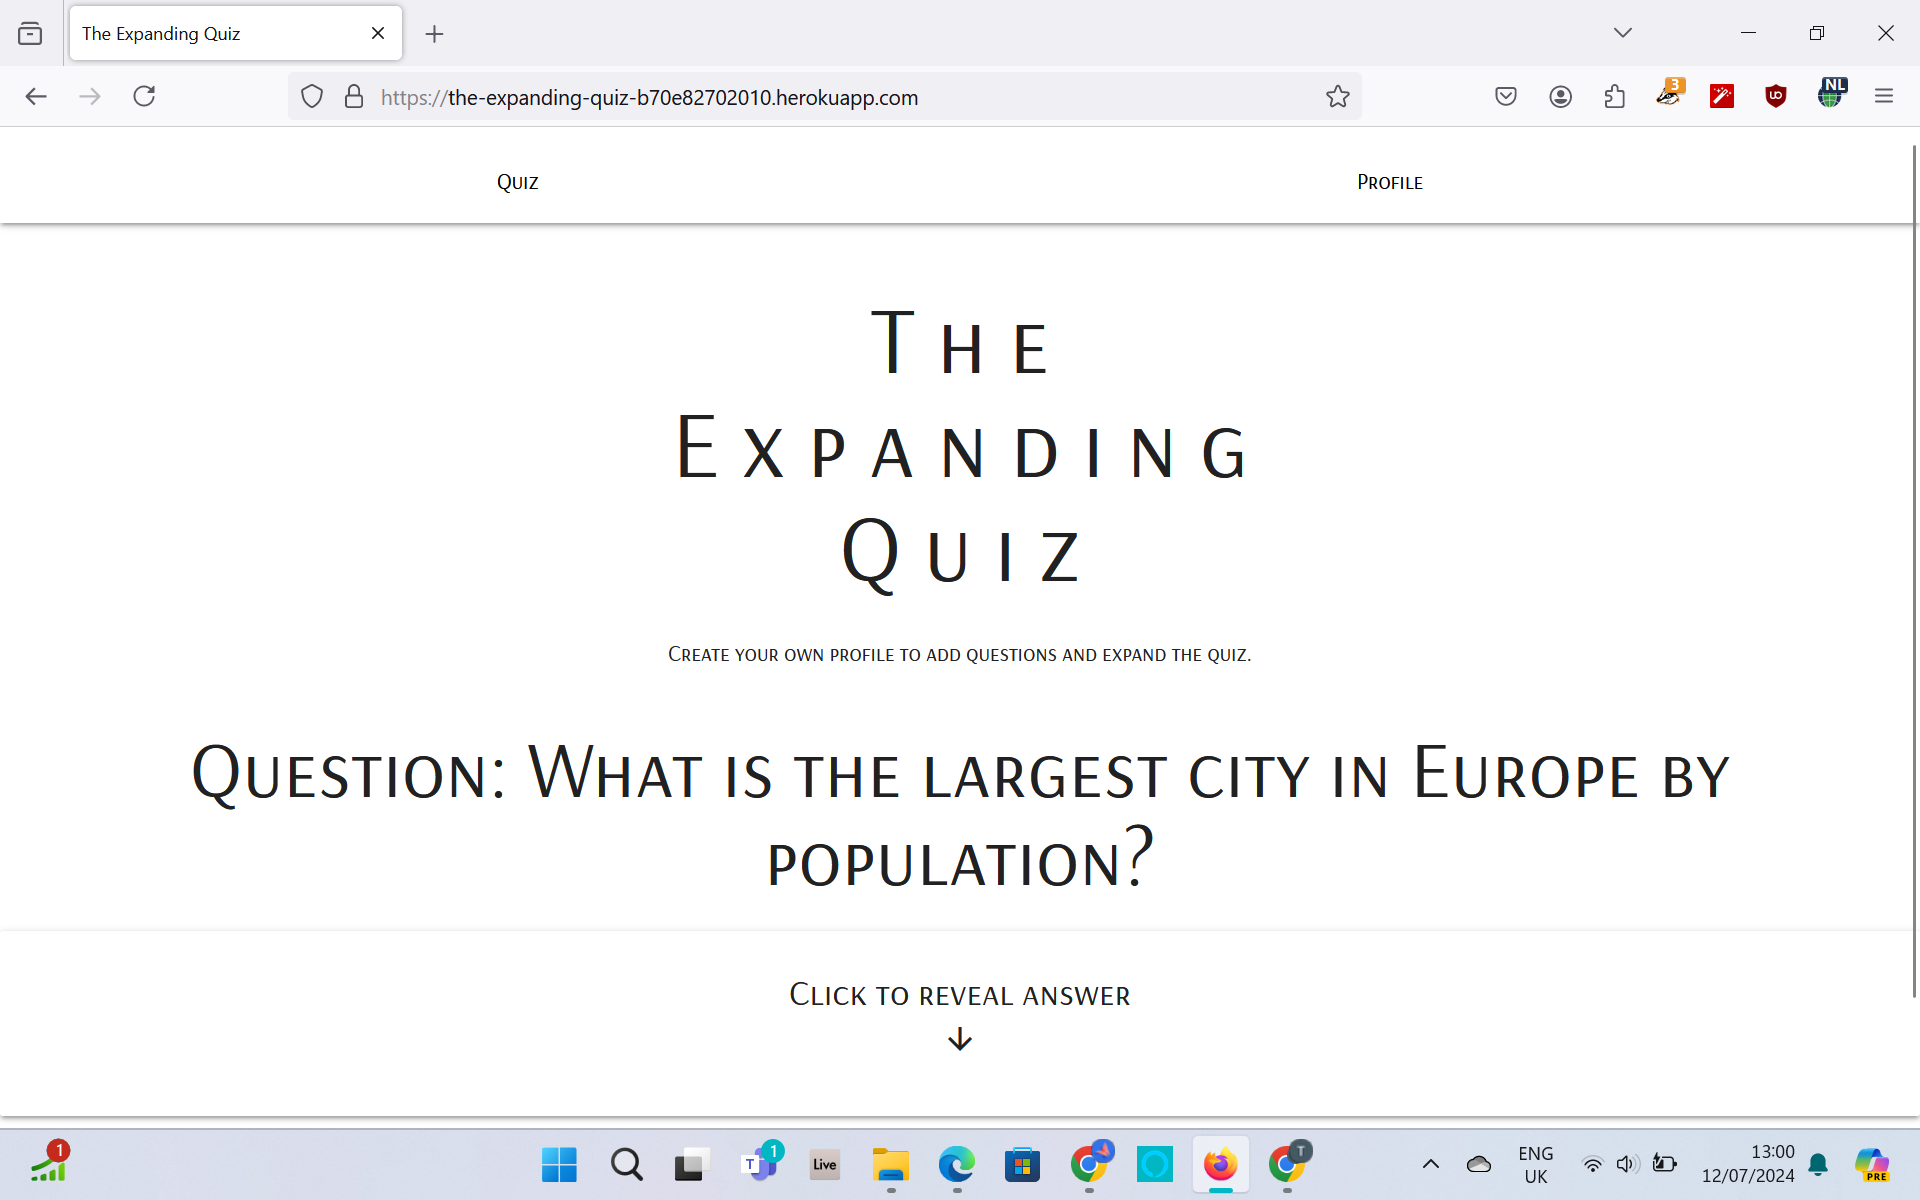 The Expanding Quiz
https://the-expanding-quiz-b70e82702010.herokuapp.com
3
NL
Quiz
Profile
The
Expanding
Quiz
Create your own profile to add questions and expand the quiz.
Question: What is the largest city in Europe by
population?
Click to reveal answer
1
T
1
Live
T
ENG
UK
13:00
12/07/2024
PRE